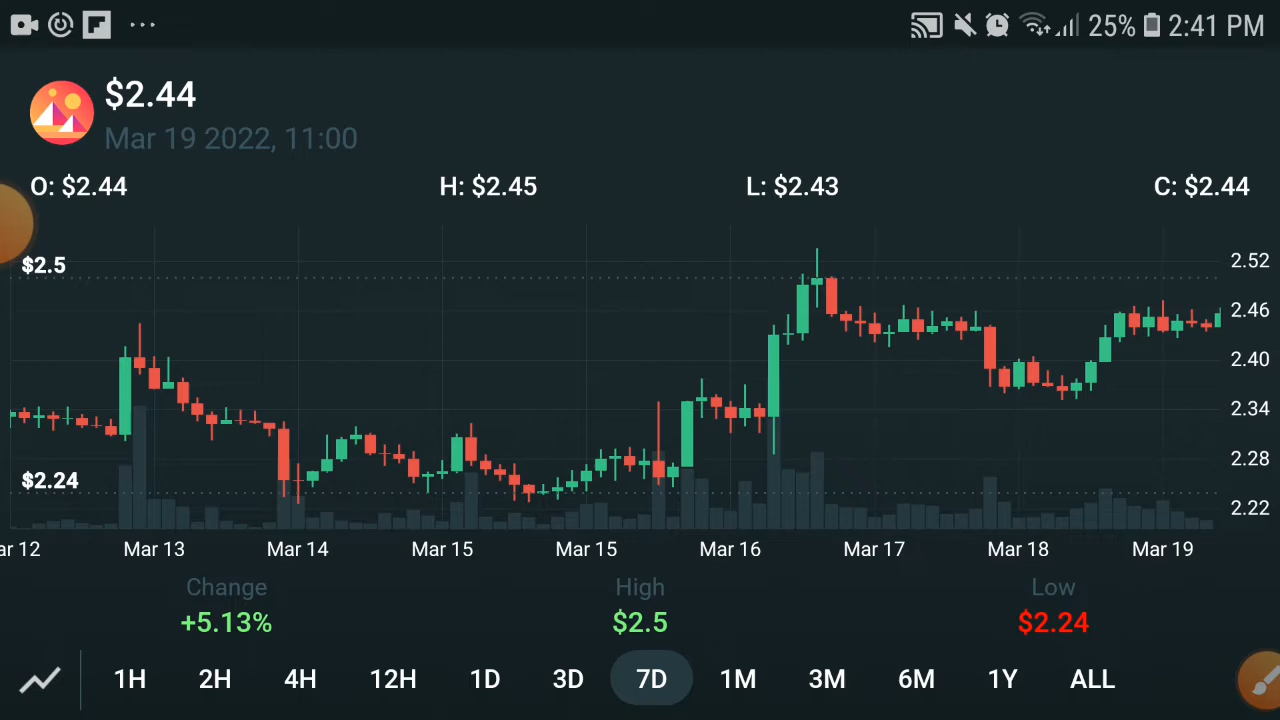 25% 2:41 PM
$2.44
Mar 19 2022, 11:00
O: $2.44 H: $2.45 L: $2.43 C: $2.44
$2.5
2.52
2.46
2.40
2.34
2.28
$2.24
2.22
ar 12 Mar 13 Mar 14 Mar 15 Mar 15 Mar 16 Mar 17 Mar 18 Mar 19
Change High Low
+5.13% $2.5 $2.24
1H 2H 4H 12H 1D 3D 7D 1M 3M 6M 1Y ALL